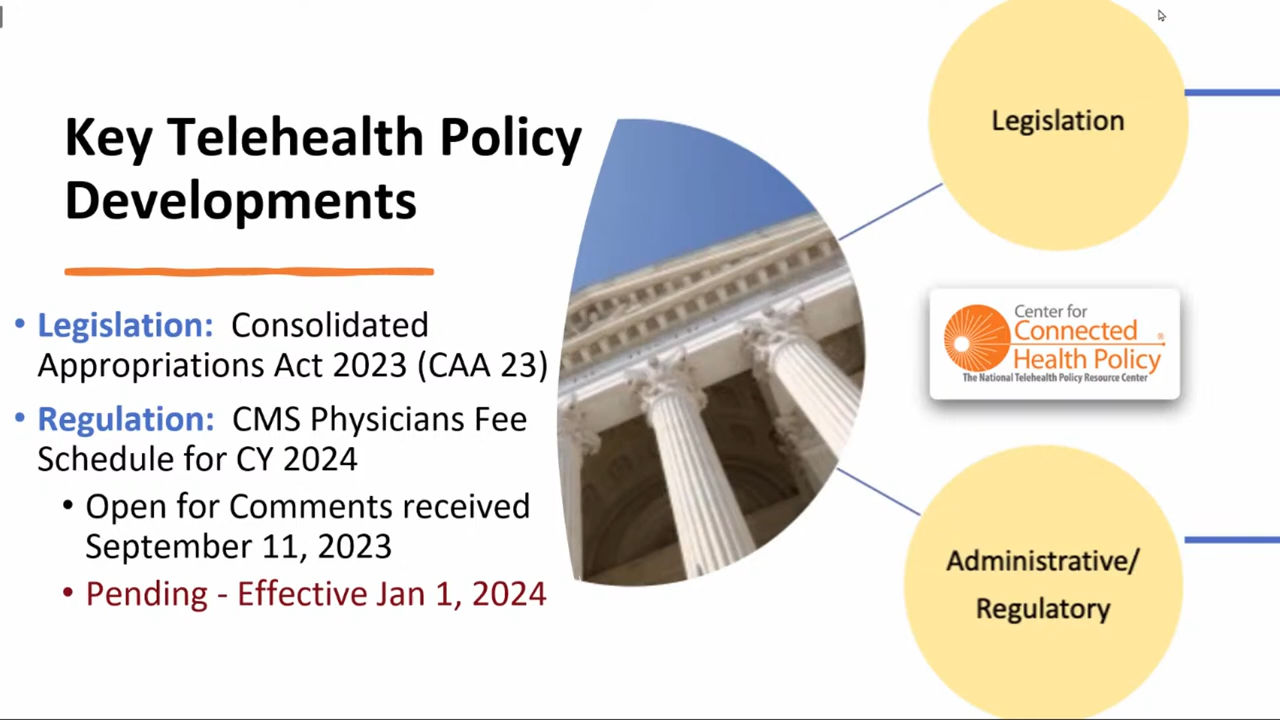 Key Telehealth Policy
Developments
• Legislation: Consolidated
Appropriations Act 2023 (CAA 23)
• Regulation: CMS Physicians Fee
Schedule for CY 2024
• Open for Comments received
September 11, 2023
• Pending - Effective Jan 1, 2024
Legislation
Center for
Connected
Health Policy
®
The National Telehealth Policy Resource Center
Administrative/
Regulatory